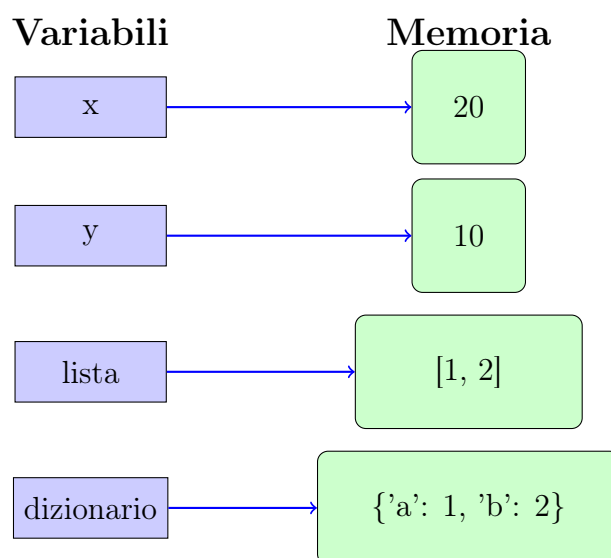 Variabili Memoria
x 20
y 10
lista [1, 2]
dizionario {'a': 1, 'b': 2}